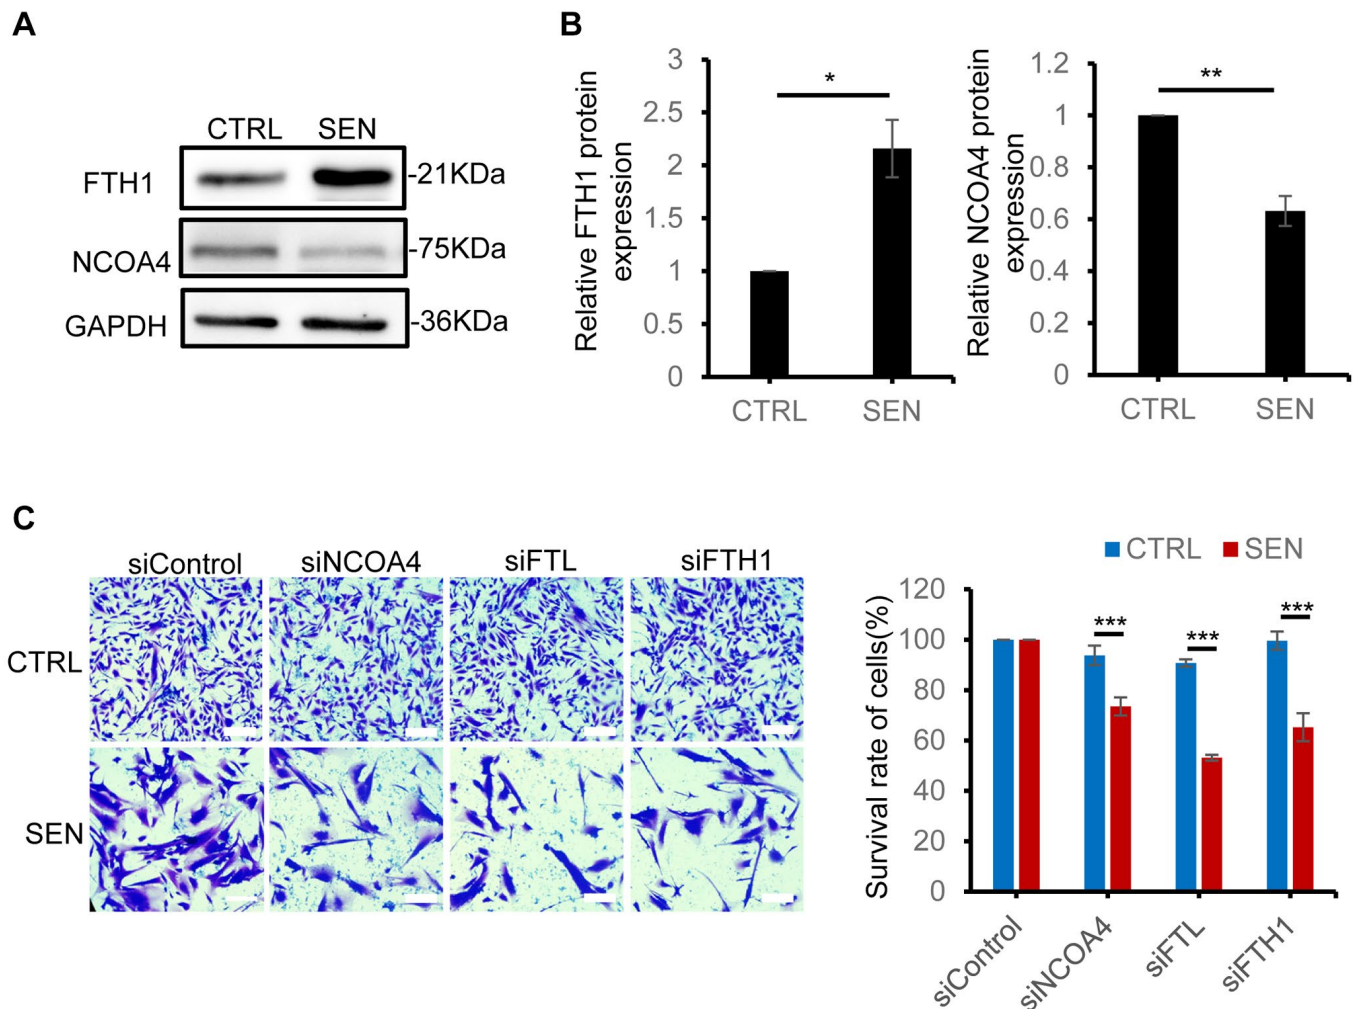 A
CTRL SEN
FTH1 -21KDa
NCOA4 -75KDa
GAPDH -36KDa
B
Relative FTH1 protein
expression
3
2.5
2
1.5
1
0.5
0
*
CTRL SEN
Relative NCOA4 protein
expression
1.2
1
0.8
0.6
0.4
0.2
0
**
CTRL SEN
C
siControl siNCOA4 siFTL siFTH1
CTRL
SEN
CTRL SEN
Survival rate of cells(%)
120
100
80
60
40
20
0
*** *** ***
siControl siNCOA4 siFTL siFTH1